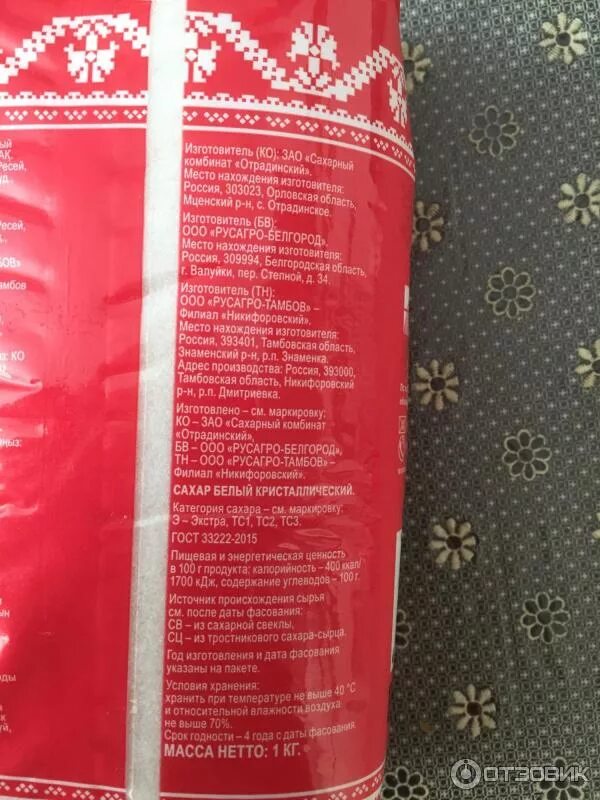 Изготовитель (КО): ЗАО «Сахарный
комбинат «Отрадинский».
Место нахождения изготовителя:
Россия, 303023, Орловская область,
Мценский р-н, с. Отрадинское.
Изготовитель (БВ):
ООО «РУСАГРО-БЕЛГОРОД».
Место нахождения изготовителя:
Россия, 309994, Белгородская область,
г. Валуйки, пер. Степной, д. 34.
Изготовитель (ТН):
ООО «РУСАГРО-ТАМБОВ» –
Филиал «Никифоровский».
Место нахождения изготовителя:
Россия, 393401, Тамбовская область,
Знаменский р-н, р.п. Знаменка.
Адрес производства: Россия, 393000,
Тамбовская область, Никифоровский
р-н, р.п. Дмитриевка.
Изготовлено – см. маркировку:
КО – ЗАО «Сахарный комбинат
«Отрадинский»,
БВ – ООО «РУСАГРО-БЕЛГОРОД»,
ТН – ООО «РУСАГРО-ТАМБОВ» –
Филиал «Никифоровский».
САХАР БЕЛЫЙ КРИСТАЛЛИЧЕСКИЙ.
Категория сахара – см. маркировку:
Э – Экстра, ТС1, ТС2, ТС3.
ГОСТ 33222-2015
Пищевая и энергетическая ценность
в 100 г продукта: калорийность – 400 ккал/
1700 кДж, содержание углеводов – 100 г.
Источник происхождения сырья
см. после даты фасования:
СВ – из сахарной свеклы,
СЦ – из тростникового сахара-сырца.
Год изготовления и дата фасования
указаны на пакете.
Условия хранения:
хранить при температуре не выше 40 °С
и относительной влажности воздуха
не выше 70%.
Срок годности - 4 года с даты фасования.
МАССА НЕТТО: 1 КГ.
ОТЗОВИК